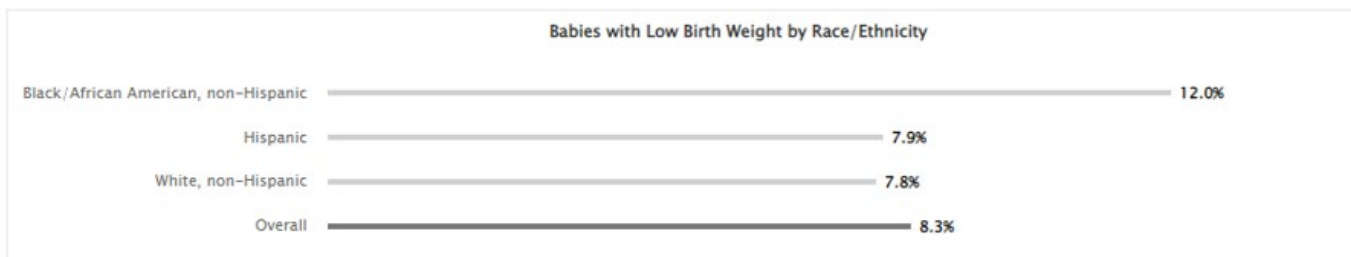 Babies with Low Birth Weight by Race/Ethnicity
Black/African American, non-Hispanic 12.0%
Hispanic 7.9%
White, non-Hispanic 7.8%
Overall 8.3%